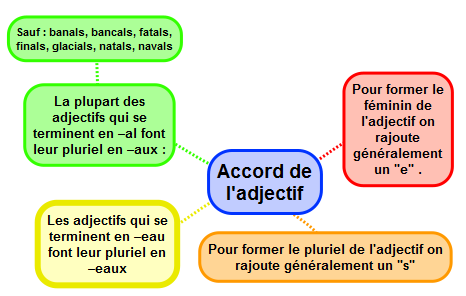 Sauf : banals, bancals, fatals,
finals, glacials, natals, navals
La plupart des
adjectifs qui se
terminent en –al font
leur pluriel en –aux :
Pour former le
féminin de
l'adjectif on
rajoute
généralement
un "e" .
Accord de
l'adjectif
Les adjectifs qui se
terminent en –eau
font leur pluriel en
–eaux
Pour former le pluriel de l'adjectif on
rajoute généralement un "s"